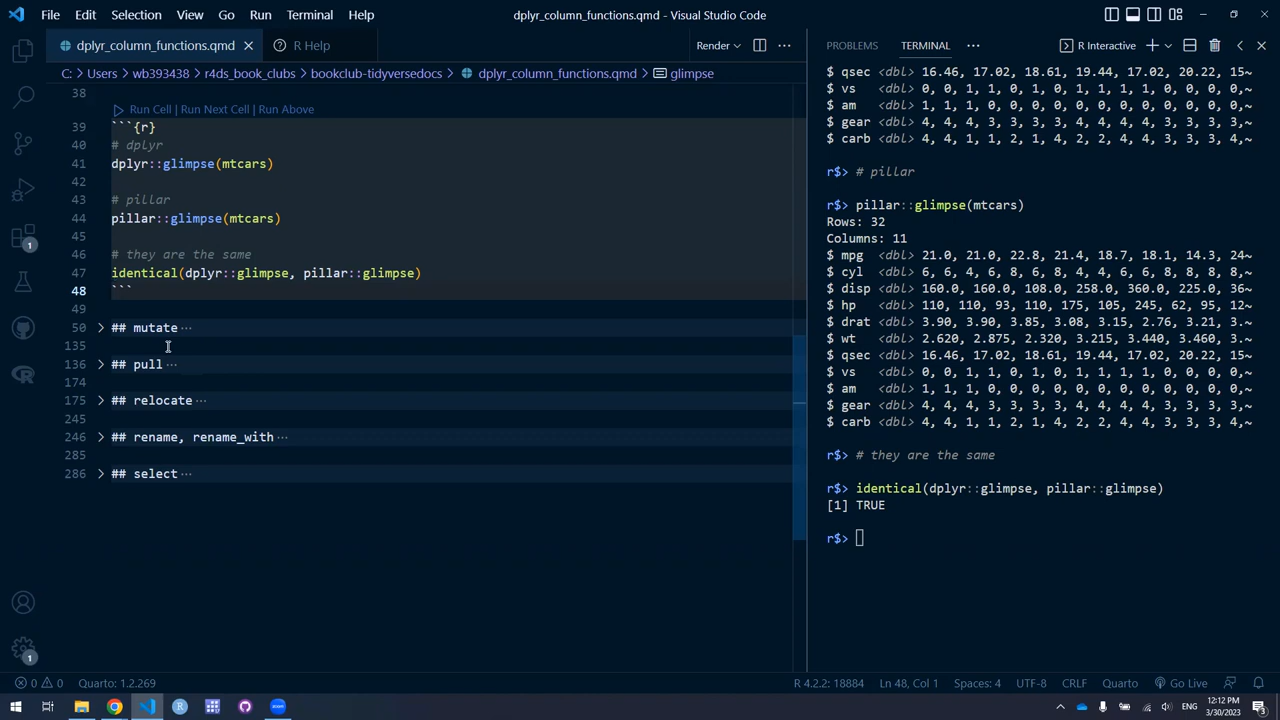 File Edit Selection View Go Run Terminal Help
dplyr_column_functions.qmd - Visual Studio Code
dplyr_column_functions.qmd
R Help
Render
C: > Users > wb393438 > r4ds_book_clubs > bookclub-tidyversedocs > dplyr_column_functions.qmd > glimpse
38
Run Cell | Run Next Cell | Run Above
39 ```{r}
40 # dplyr
41 dplyr::glimpse(mtcars)
42
43 # pillar
44 pillar::glimpse(mtcars)
45
46 # they are the same
47 identical(dplyr::glimpse, pillar::glimpse)
48 ```
49
50 > ## mutate ···
135
136 > ## pull ···
174
175 > ## relocate ···
245
246 > ## rename, rename_with ···
285
286 > ## select ···
1
1
PROBLEMS TERMINAL ··· R Interactive
$ qsec <dbl> 16.46, 17.02, 18.61, 19.44, 17.02, 20.22, 15~
$ vs <dbl> 0, 0, 1, 1, 0, 1, 0, 1, 1, 1, 1, 0, 0, 0, 0,~
$ am <dbl> 1, 1, 1, 0, 0, 0, 0, 0, 0, 0, 0, 0, 0, 0, 0,~
$ gear <dbl> 4, 4, 4, 3, 3, 3, 3, 4, 4, 4, 4, 3, 3, 3, 3,~
$ carb <dbl> 4, 4, 1, 1, 2, 1, 4, 2, 2, 4, 4, 3, 3, 3, 4,~
r$> # pillar
r$> pillar::glimpse(mtcars)
Rows: 32
Columns: 11
$ mpg <dbl> 21.0, 21.0, 22.8, 21.4, 18.7, 18.1, 14.3, 24~
$ cyl <dbl> 6, 6, 4, 6, 8, 6, 8, 4, 4, 6, 6, 8, 8, 8, 8,~
$ disp <dbl> 160.0, 160.0, 108.0, 258.0, 360.0, 225.0, 36~
$ hp <dbl> 110, 110, 93, 110, 175, 105, 245, 62, 95, 12~
$ drat <dbl> 3.90, 3.90, 3.85, 3.08, 3.15, 2.76, 3.21, 3.~
$ wt <dbl> 2.620, 2.875, 2.320, 3.215, 3.440, 3.460, 3.~
$ qsec <dbl> 16.46, 17.02, 18.61, 19.44, 17.02, 20.22, 15~
$ vs <dbl> 0, 0, 1, 1, 0, 1, 0, 1, 1, 1, 1, 0, 0, 0, 0,~
$ am <dbl> 1, 1, 1, 0, 0, 0, 0, 0, 0, 0, 0, 0, 0, 0, 0,~
$ gear <dbl> 4, 4, 4, 3, 3, 3, 3, 4, 4, 4, 4, 3, 3, 3, 3,~
$ carb <dbl> 4, 4, 1, 1, 2, 1, 4, 2, 2, 4, 4, 3, 3, 3, 4,~
r$> # they are the same
r$> identical(dplyr::glimpse, pillar::glimpse)
[1] TRUE
r$>
0 0 Quarto: 1.2.269
R 4.2.2: 18884 Ln 48, Col 1 Spaces: 4 UTF-8 CRLF Quarto Go Live
ENG 12:12 PM
3/30/2023
3